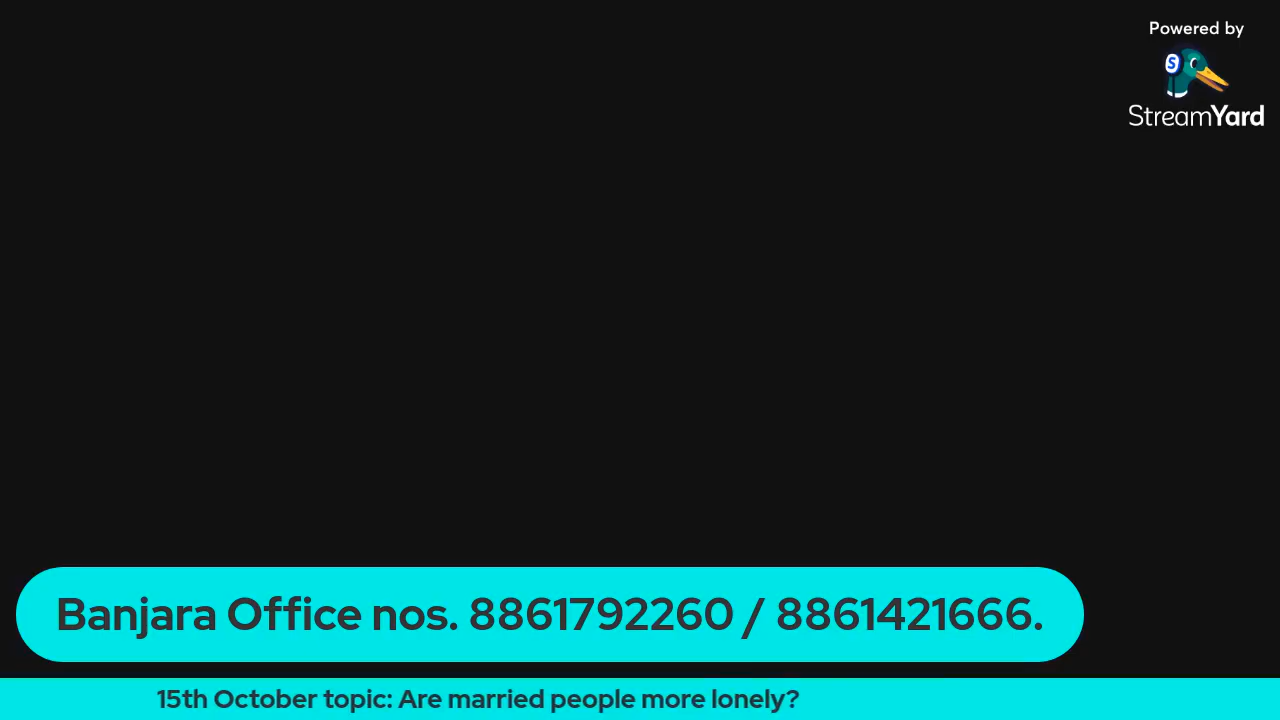 Powered by
S
StreamYard
Banjara Office nos. 8861792260 / 8861421666.
15th October topic: Are married people more lonely?